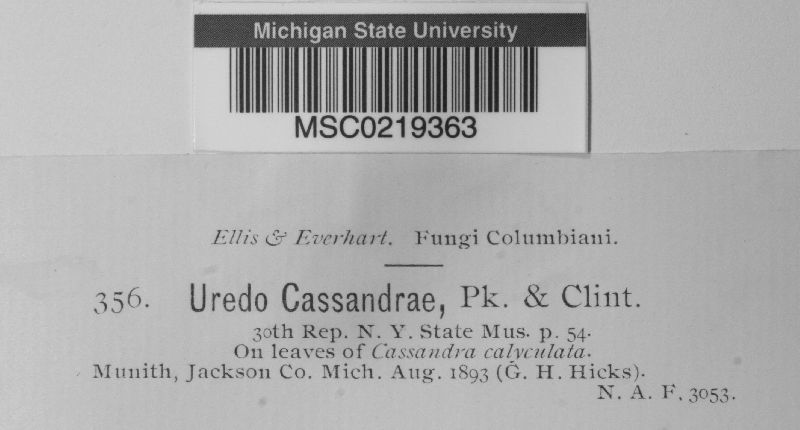 Michigan State University
MSC0219363
Ellis & Everhart. Fungi Columbiani.
356. Uredo Cassandrae, Pk. & Clint.
30th Rep. N. Y. State Mus. p. 54.
On leaves of Cassandra calyculata.
Munith, Jackson Co. Mich. Aug. 1893 (G. H. Hicks).
N. A. F. 3053.